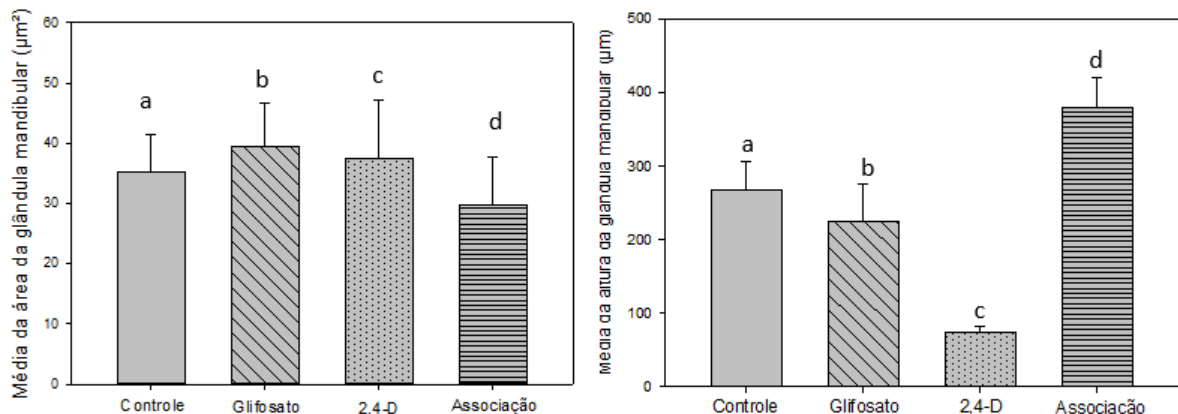 Média da área da glândula mandibular (µm²)
60
50
40
30
20
10
0
a
b
c
d
Controle
Glifosato
2,4-D
Associação
Média da altura da glândula mandibular (µm)
500
400
300
200
100
0
a
b
c
d
Controle
Glifosato
2,4-D
Associação